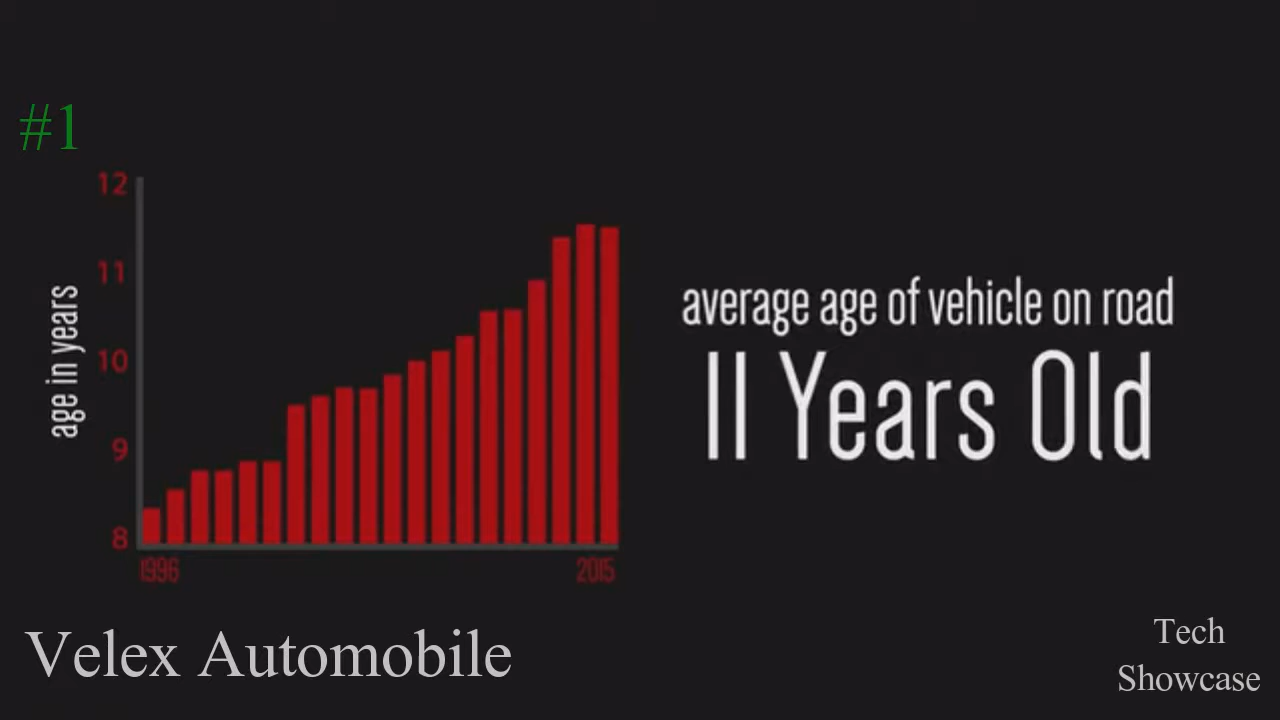 #1
12
11
10
9
8
age in years
1996
2015
average age of vehicle on road
11 Years Old
Velex Automobile
Tech
Showcase